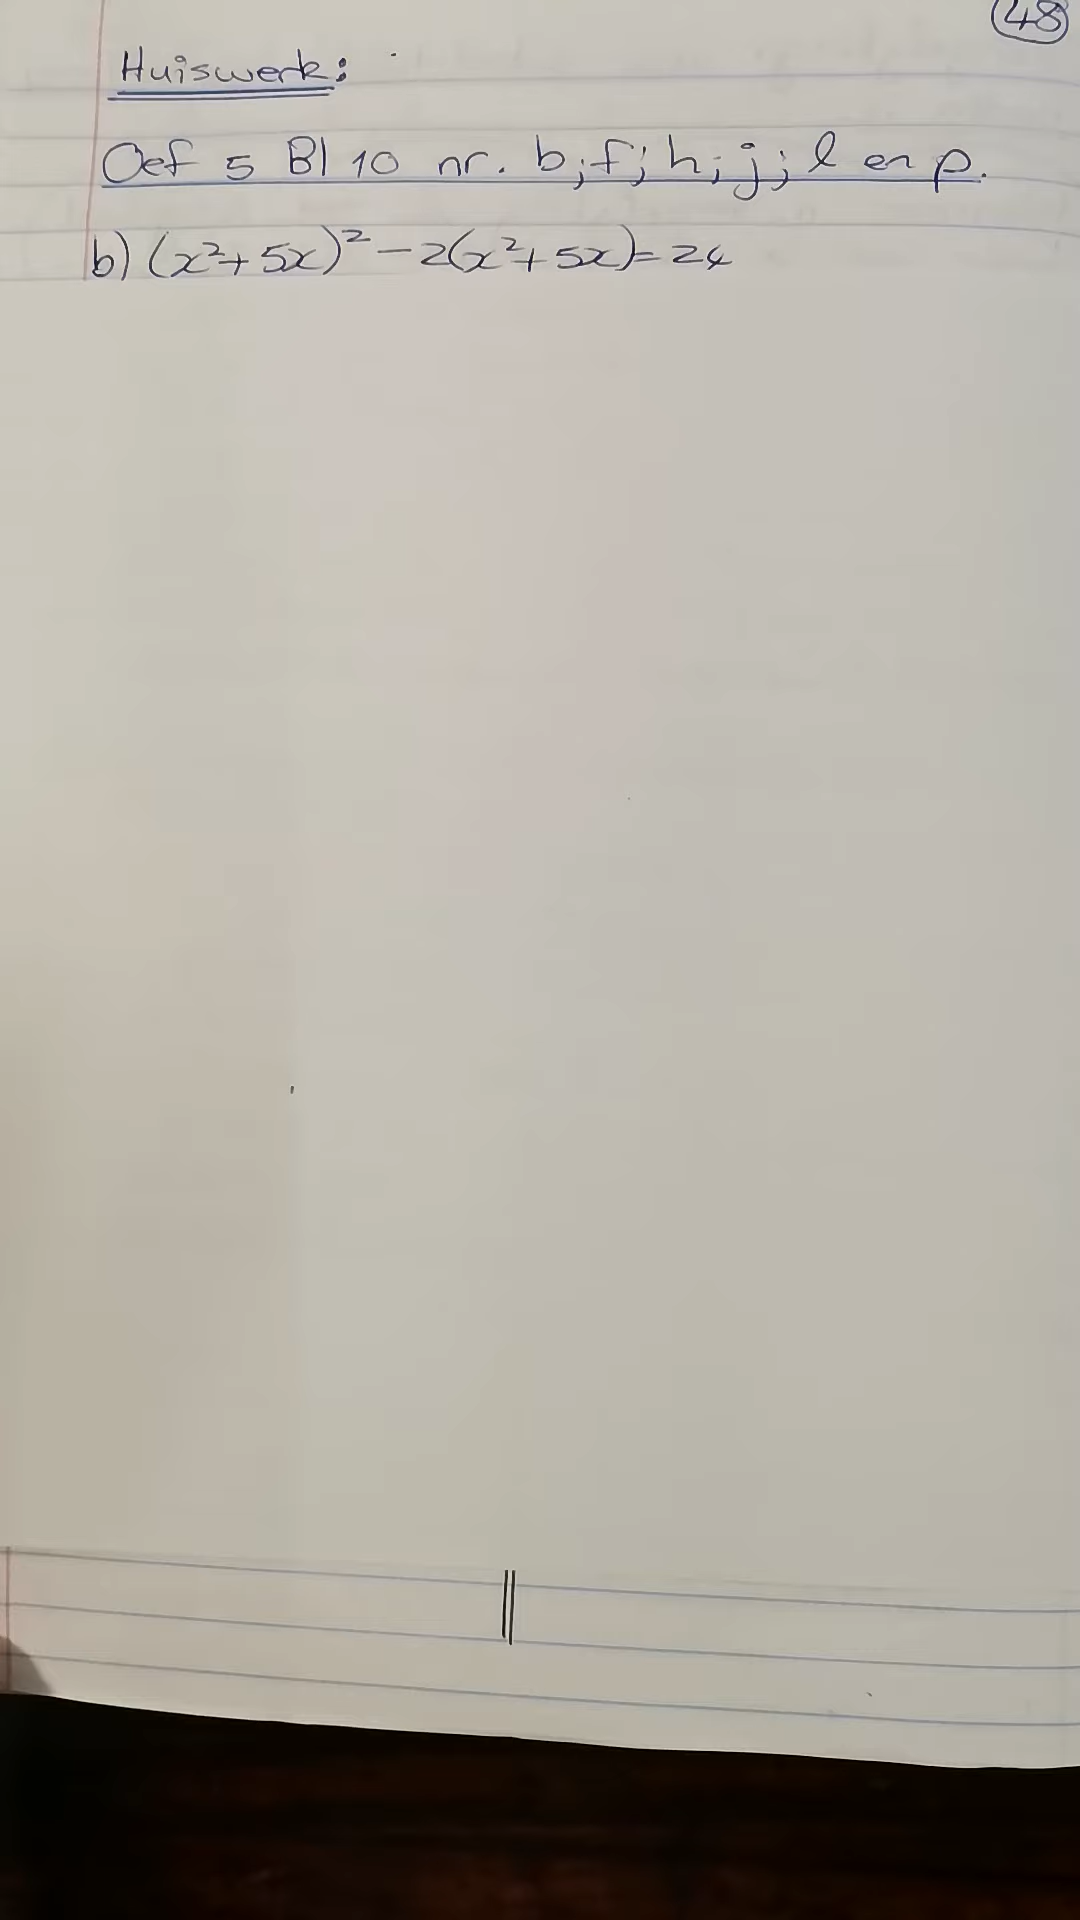 48
Huiswerk:
Oef 5 Bl 10 nr. b; f; h; j; l en p.
b) (x²+5x)²-2(x²+5x)=24